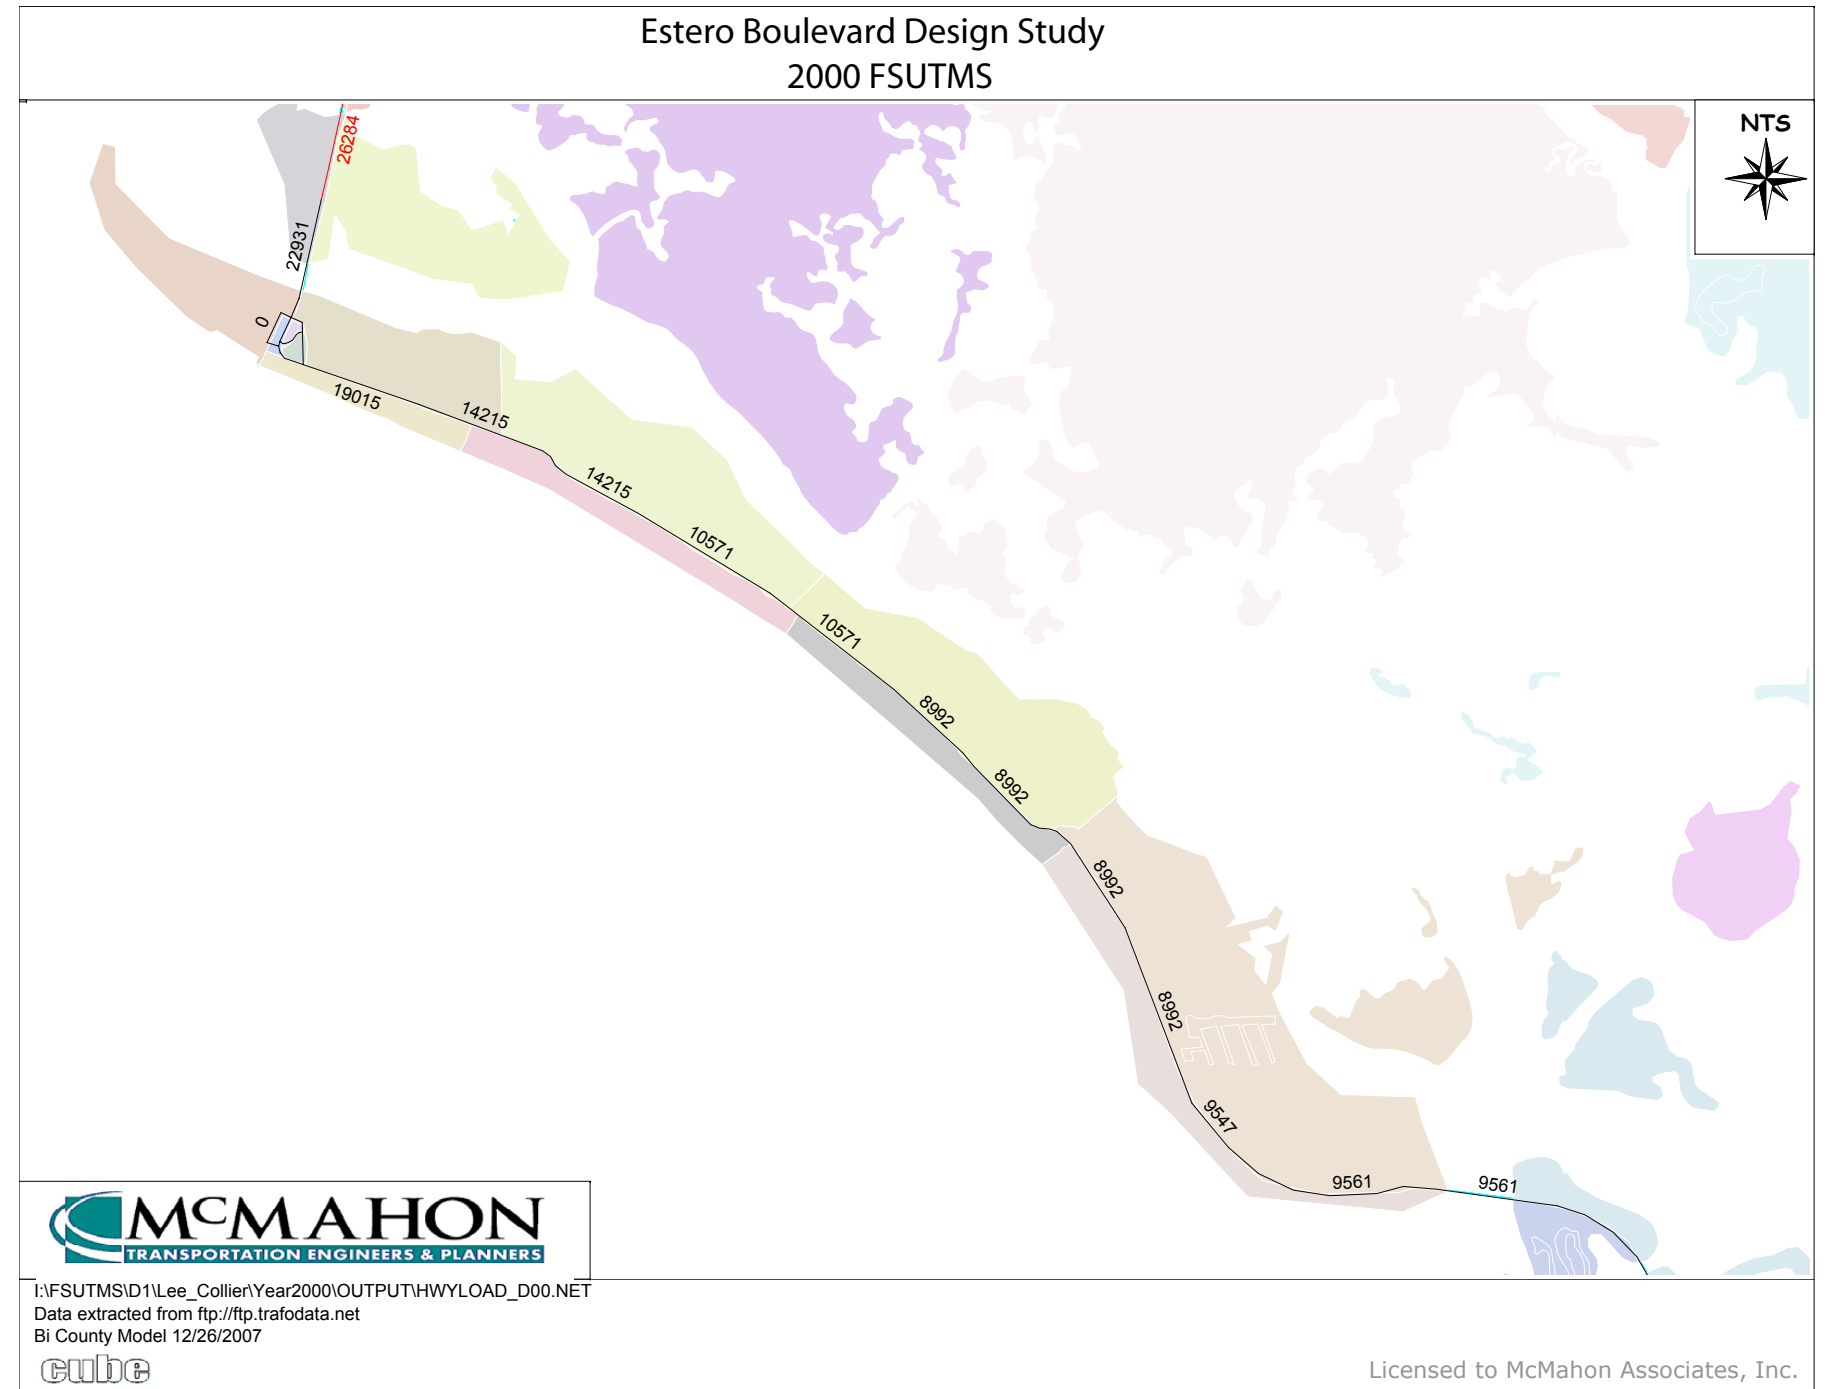 Estero Boulevard Design Study
2000 FSUTMS
NTS
26284
22931
0
19015
14215
14215
10571
10571
8992
8992
8992
8992
9547
9561
9561
McMAHON
TRANSPORTATION ENGINEERS & PLANNERS
I:\FSUTMS\D1\Lee_Collier\Year2000\OUTPUT\HWYLOAD_D00.NET
Data extracted from ftp://ftp.trafodata.net
Bi County Model 12/26/2007
cube
Licensed to McMahon Associates, Inc.